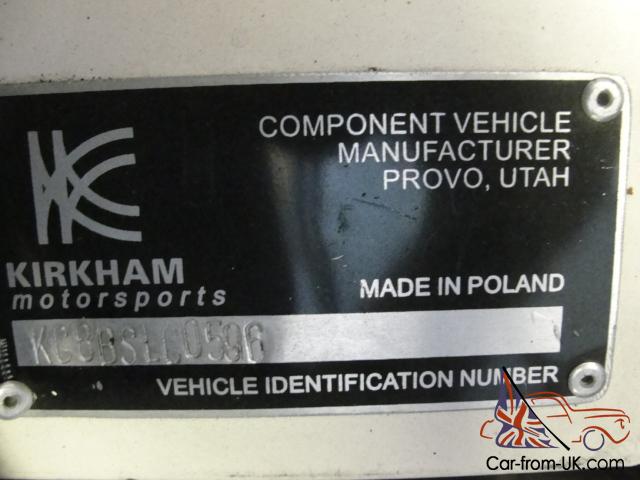 COMPONENT VEHICLE
MANUFACTURER
PROVO, UTAH
KIRKHAM
motorsports
MADE IN POLAND
VEHICLE IDENTIFICATION NUMBER
Car-from-UK.com